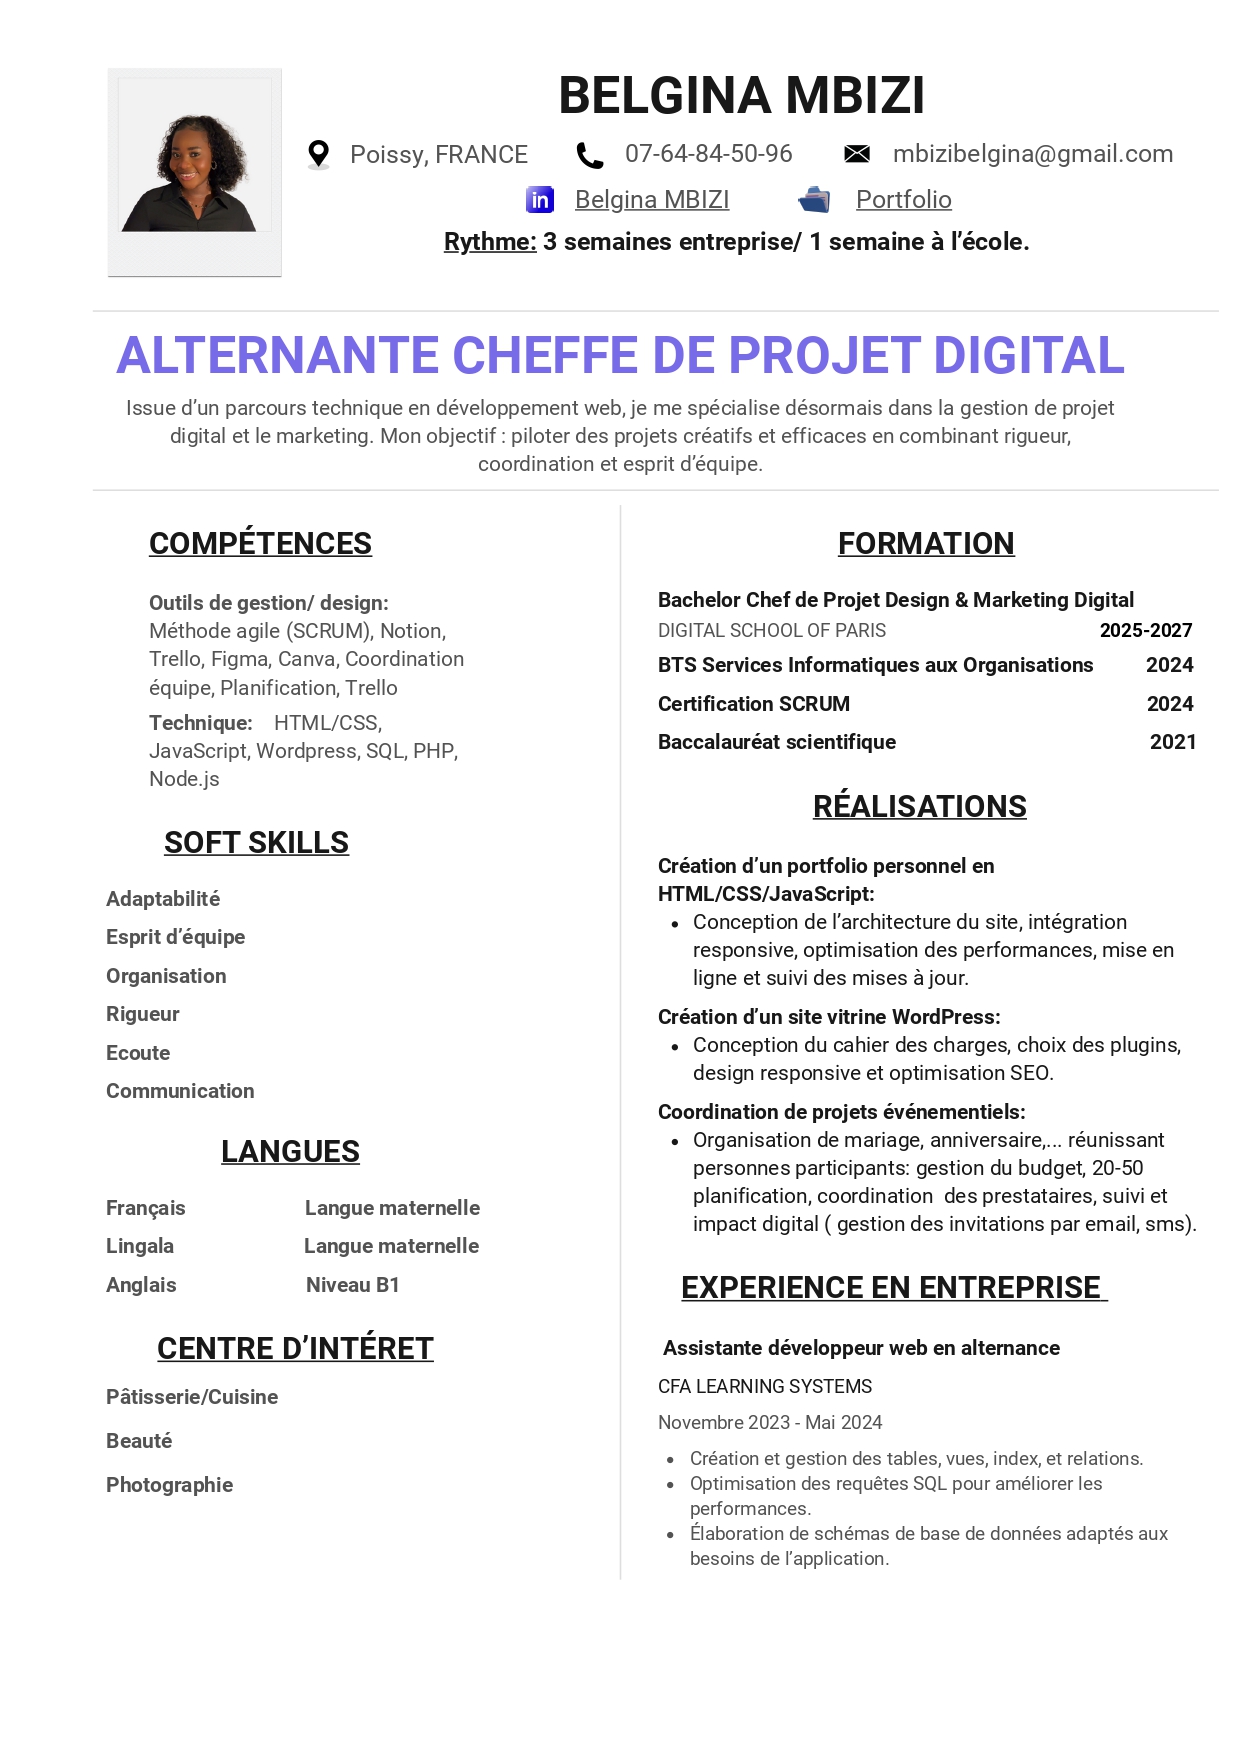 BELGINA MBIZI
Poissy, FRANCE 07-64-84-50-96 mbizibelgina@gmail.com
in Belgina MBIZI Portfolio
Rythme: 3 semaines entreprise/ 1 semaine à l’école.
ALTERNANTE CHEFFE DE PROJET DIGITAL
Issue d’un parcours technique en développement web, je me spécialise désormais dans la gestion de projet
digital et le marketing. Mon objectif : piloter des projets créatifs et efficaces en combinant rigueur,
coordination et esprit d’équipe.
COMPÉTENCES
Outils de gestion/ design:
Méthode agile (SCRUM), Notion,
Trello, Figma, Canva, Coordination
équipe, Planification, Trello
Technique: HTML/CSS,
JavaScript, Wordpress, SQL, PHP,
Node.js
SOFT SKILLS
Adaptabilité
Esprit d’équipe
Organisation
Rigueur
Ecoute
Communication
LANGUES
Français Langue maternelle
Lingala Langue maternelle
Anglais Niveau B1
CENTRE D’INTÉRET
Pâtisserie/Cuisine
Beauté
Photographie
FORMATION
Bachelor Chef de Projet Design & Marketing Digital
DIGITAL SCHOOL OF PARIS 2025-2027
BTS Services Informatiques aux Organisations 2024
Certification SCRUM 2024
Baccalauréat scientifique 2021
RÉALISATIONS
Création d’un portfolio personnel en
HTML/CSS/JavaScript:
• Conception de l’architecture du site, intégration
responsive, optimisation des performances, mise en
ligne et suivi des mises à jour.
Création d’un site vitrine WordPress:
• Conception du cahier des charges, choix des plugins,
design responsive et optimisation SEO.
Coordination de projets événementiels:
• Organisation de mariage, anniversaire,... réunissant
personnes participants: gestion du budget, 20-50
planification, coordination des prestataires, suivi et
impact digital ( gestion des invitations par email, sms).
EXPERIENCE EN ENTREPRISE
Assistante développeur web en alternance
CFA LEARNING SYSTEMS
Novembre 2023 - Mai 2024
• Création et gestion des tables, vues, index, et relations.
• Optimisation des requêtes SQL pour améliorer les
performances.
• Élaboration de schémas de base de données adaptés aux
besoins de l’application.